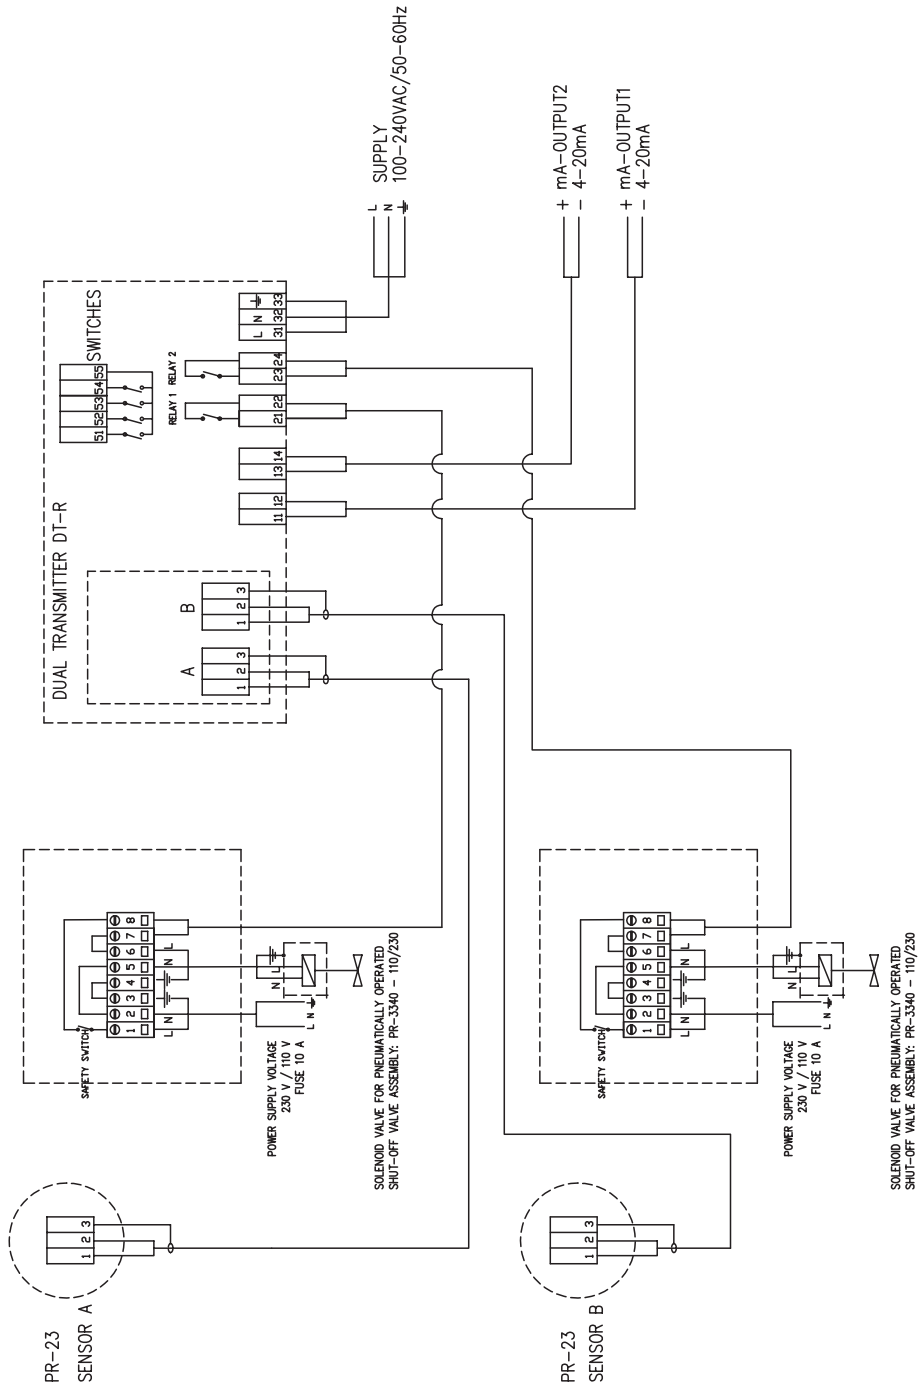 DUAL TRANSMITTER DT-R
SWITCHES
51 52 53 54 55
RELAY 1 RELAY 2
L N
11 12 13 14 21 22 23 24 31 32 33
A
1 2 3
B
1 2 3
L
N
SUPPLY
100-240VAC/50-60Hz
+ mA-OUTPUT2
- 4-20mA
+ mA-OUTPUT1
- 4-20mA
SAFETY SWITCH
1 2 3 4 5 6 7 8
L N N L
POWER SUPPLY VOLTAGE
230 V / 110 V
FUSE 10 A
L N
N L
SOLENOID VALVE FOR PNEUMATICALLY OPERATED
SHUT-OFF VALVE ASSEMBLY: PR-3340 - 110/230
PR-23
SENSOR A
1 2 3
SAFETY SWITCH
1 2 3 4 5 6 7 8
L N N L
POWER SUPPLY VOLTAGE
230 V / 110 V
FUSE 10 A
L N
N L
SOLENOID VALVE FOR PNEUMATICALLY OPERATED
SHUT-OFF VALVE ASSEMBLY: PR-3340 - 110/230
PR-23
SENSOR B
1 2 3